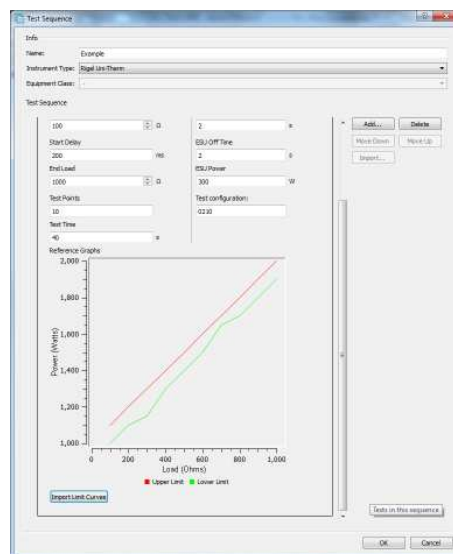 Test Sequence
Info
Name: Example
Instrument Type: Rigel Uni-Therm
Equipment Class: -
Test Sequence
100 Ω 2 s
Start Delay ESU Off Time
200 ms 2 s
End Load ESU Power
1000 Ω 300 W
Test Points Test configuration:
10 0210
Test Time
40 s
Add... Delete
Move Down Move Up
Import...
Reference Graphs
2,000
1,800
1,600
1,400
1,200
1,000
Power (Watts)
0 200 400 600 800 1,000
Load (Ohms)
Upper Limit Lower Limit
Import Limit Curves
Tests in this sequence
OK Cancel